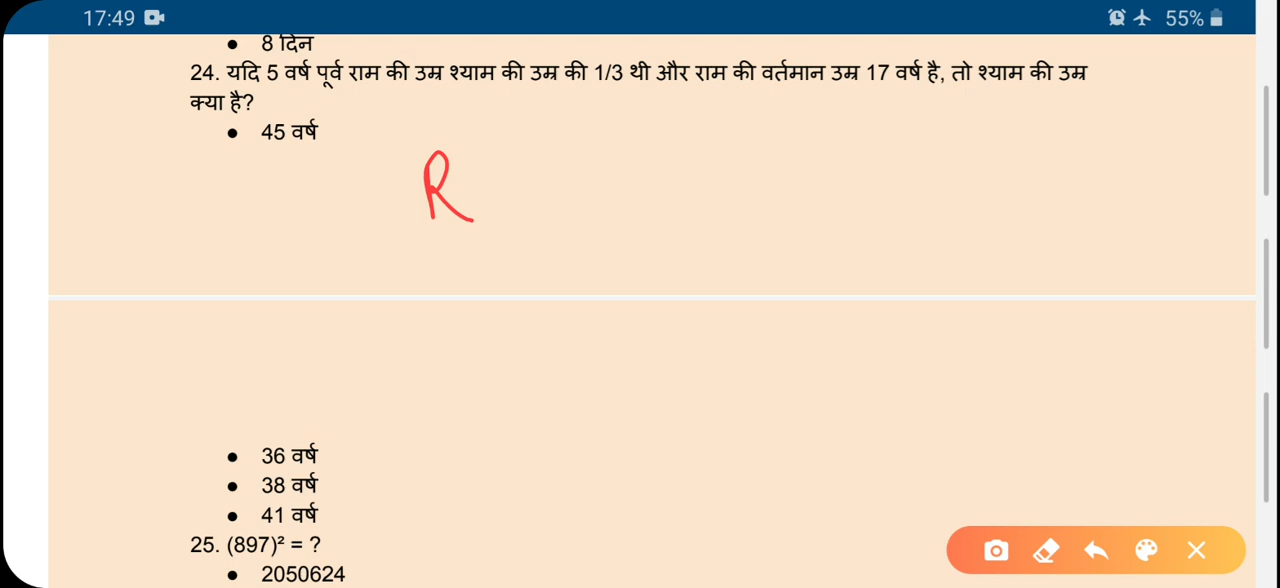 17:49 55%
• 8 दिन
24. यदि 5 वर्ष पूर्व राम की उम्र श्याम की उम्र की 1/3 थी और राम की वर्तमान उम्र 17 वर्ष है, तो श्याम की उम्र
क्या है?
• 45 वर्ष
R
• 36 वर्ष
• 38 वर्ष
• 41 वर्ष
25. (897)² = ?
• 2050624